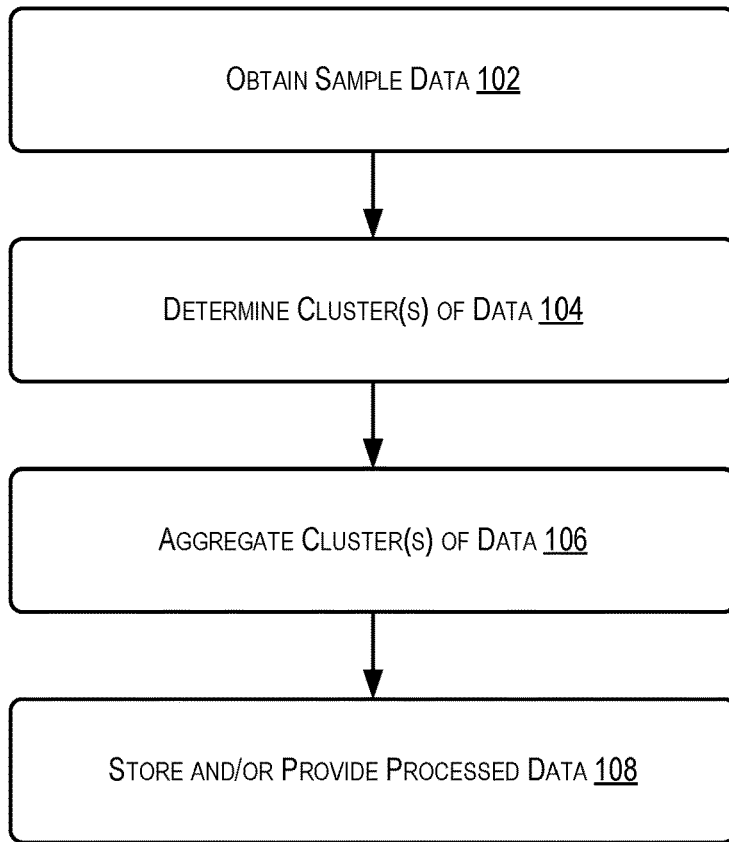 OBTAIN SAMPLE DATA 102
DETERMINE CLUSTER(S) OF DATA 104
AGGREGATE CLUSTER(S) OF DATA 106
STORE AND/OR PROVIDE PROCESSED DATA 108